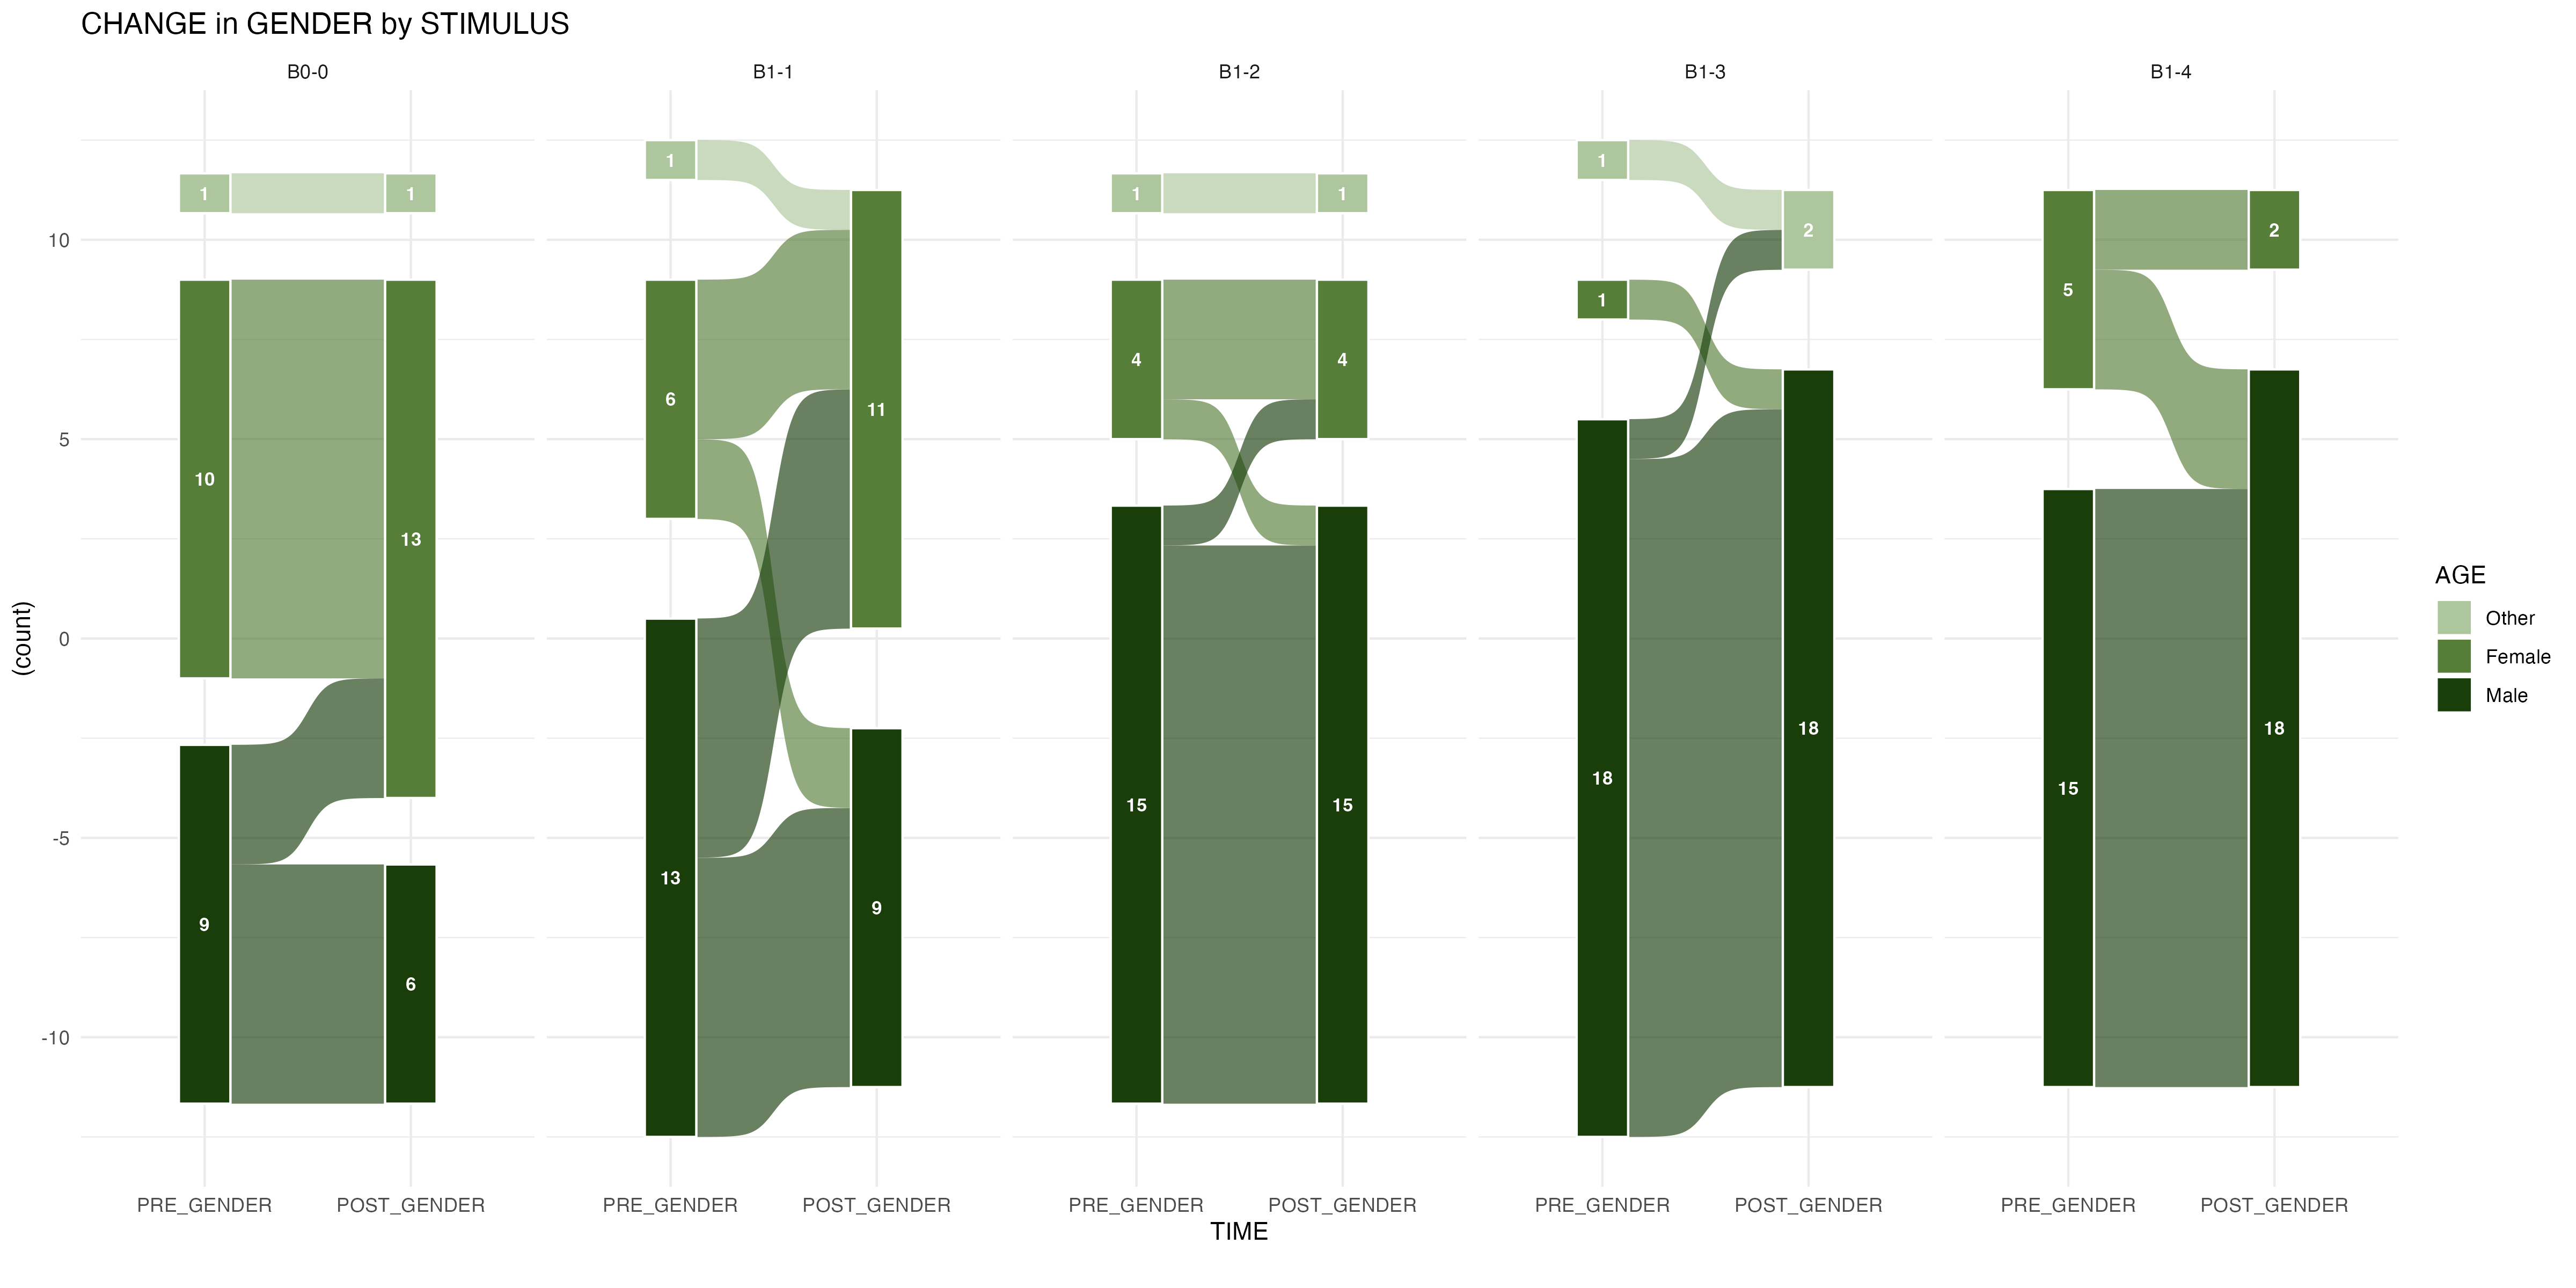 CHANGE in GENDER by STIMULUS
B0-0 B1-1 B1-2 B1-3 B1-4
1 1 1 1 1 1 1
10 13 9 6
6 13 11 9
4 15 4 15
1 18 2 18
5 15 2 18
10
5
0
-5
-10
(count)
PRE_GENDER POST_GENDER PRE_GENDER POST_GENDER PRE_GENDER POST_GENDER PRE_GENDER POST_GENDER PRE_GENDER POST_GENDER
TIME
AGE
Other
Female
Male